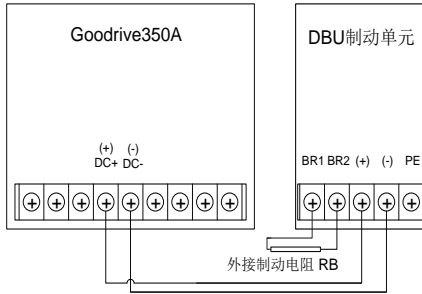 Goodrive350A
DBU制动单元
(+) (-)
DC+ DC-
BR1 BR2 (+) (-) PE
外接制动电阻 RB